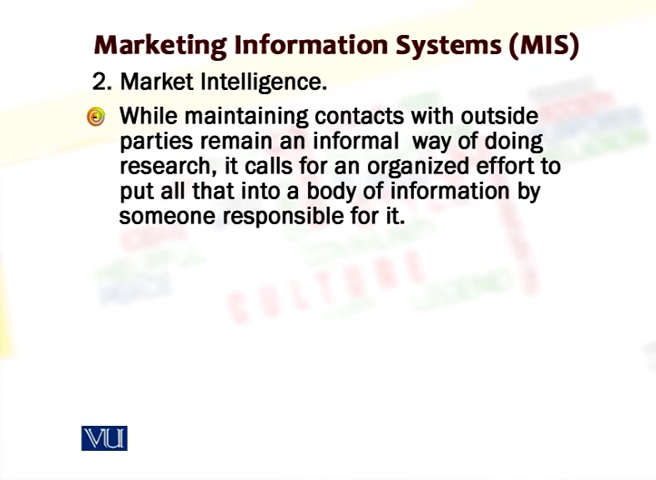 Marketing Information Systems (MIS)
2. Market Intelligence.
While maintaining contacts with outside
parties remain an informal way of doing
research, it calls for an organized effort to
put all that into a body of information by
someone responsible for it.
CULTURE
LEGEND
VU